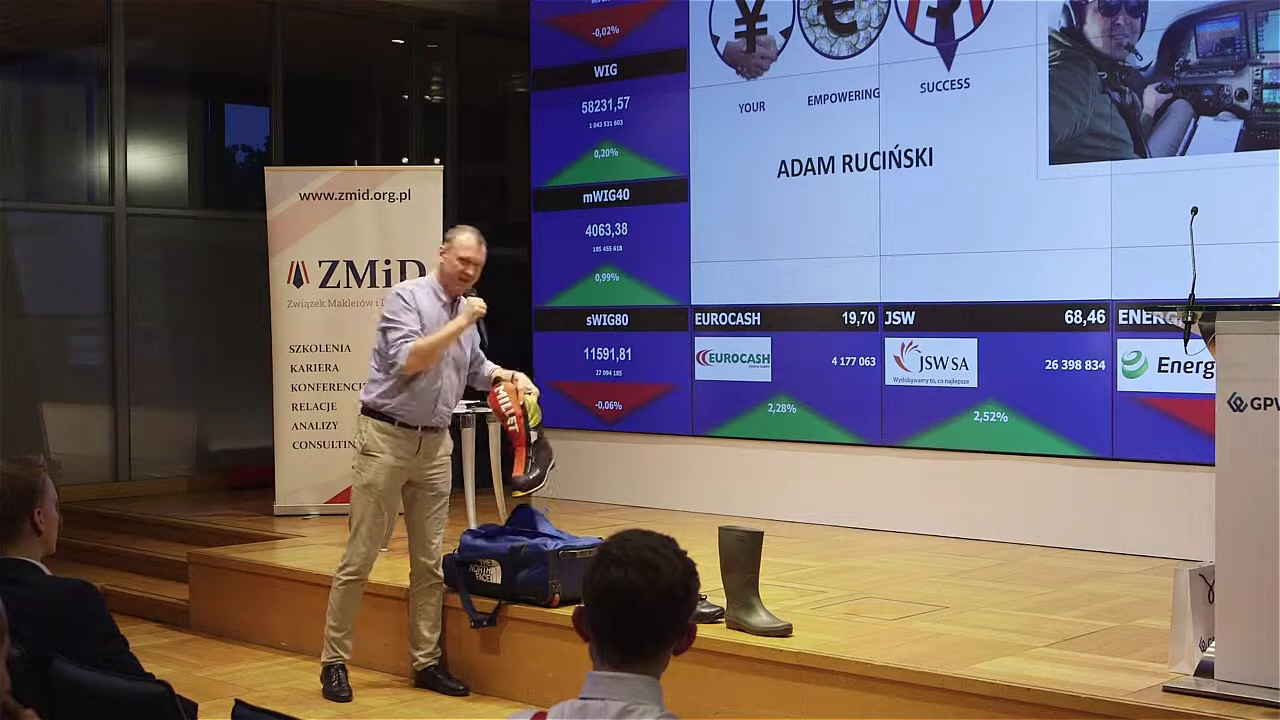 www.zmid.org.pl
ZMiD
Związek Maklerów i
SZKOLENIA
KARIERA
KONFERENCJE
RELACJE
ANALIZY
CONSULTIN
-0,02%
WIG
58231,57
1 043 531 603
0,20%
mWIG40
4063,38
185 455 618
0,99%
sWIG80
11591,81
27 094 185
-0,06%
YOUR EMPOWERING SUCCESS
ADAM RUCIŃSKI
EUROCASH 19,70
EUROCASH
4 177 063
2,28%
JSW 68,46
JSW SA
Wydobywamy to, co najlepsze
26 398 834
2,52%
ENERG
Energ
GPW
MILLET
THE
NORTH
FACE